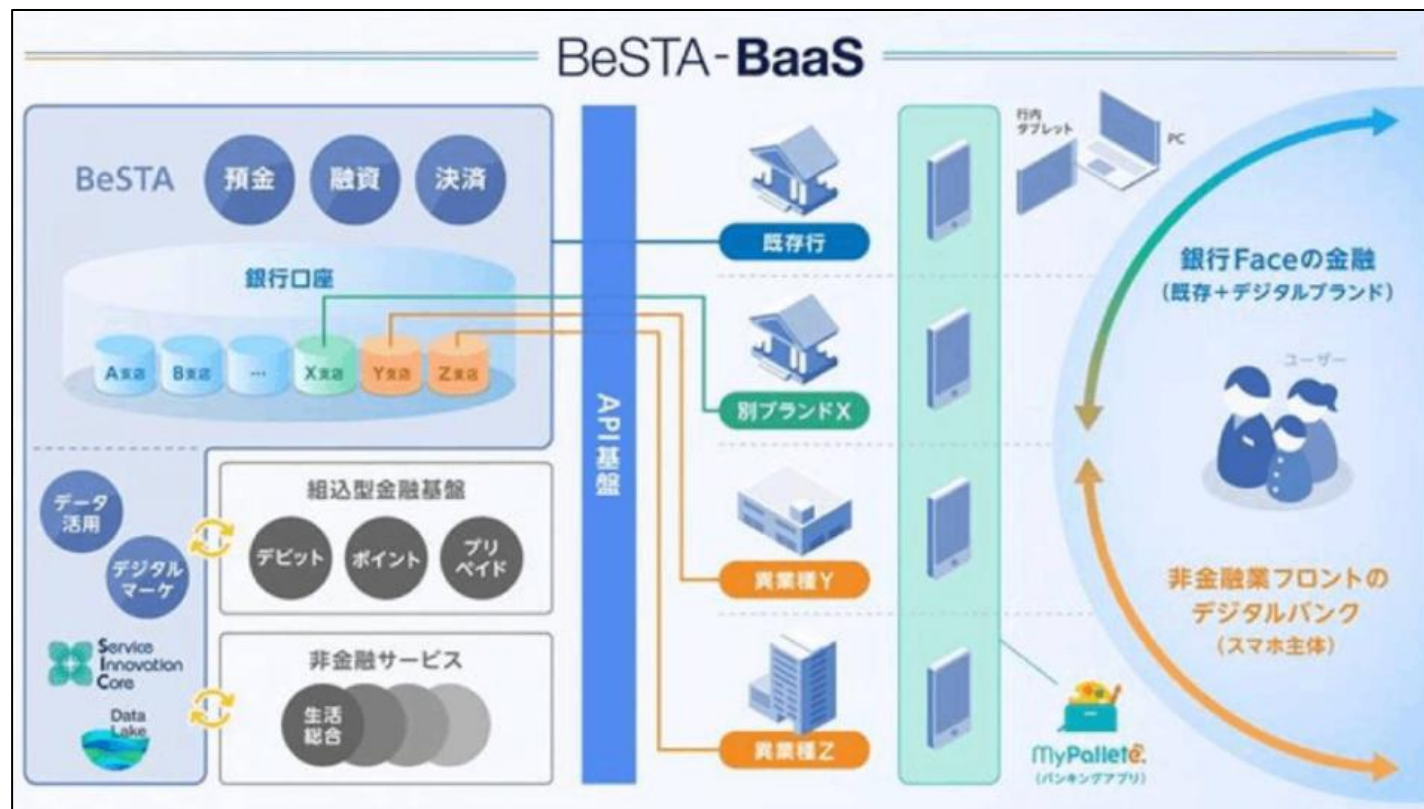 BeSTA-BaaS
BeSTA
預金
融資
決済
銀行口座
A支店
B支店
...
X支店
Y支店
Z支店
データ
活用
デジタル
マーケ
Service
Innovation
Core
Data
Lake
組込型金融基盤
デビット
ポイント
プリ
ペイド
非金融サービス
生活
総合
API基盤
既存行
別ブランドX
異業種Y
異業種Z
行内
タブレット
PC
MyPallete
(バンキングアプリ)
銀行Faceの金融
(既存+デジタルブランド)
ユーザー
非金融業フロントの
デジタルバンク
(スマホ主体)